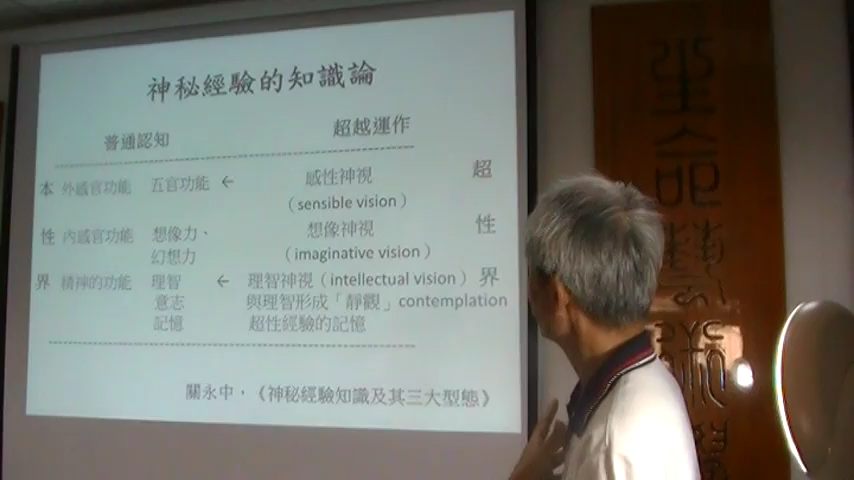 神秘經驗的知識論
普通認知 超越運作
本 外感官功能 五官功能 ← 感性神視 超
（sensible vision）
性 內感官功能 想像力、 想像神視 性
幻想力 （imaginative vision）
界 精神的功能 理智 ← 理智神視（intellectual vision） 界
意志 與理智形成「靜觀」contemplation
記憶 超性經驗的記憶
關永中，《神秘經驗知識及其三大型態》
生
命